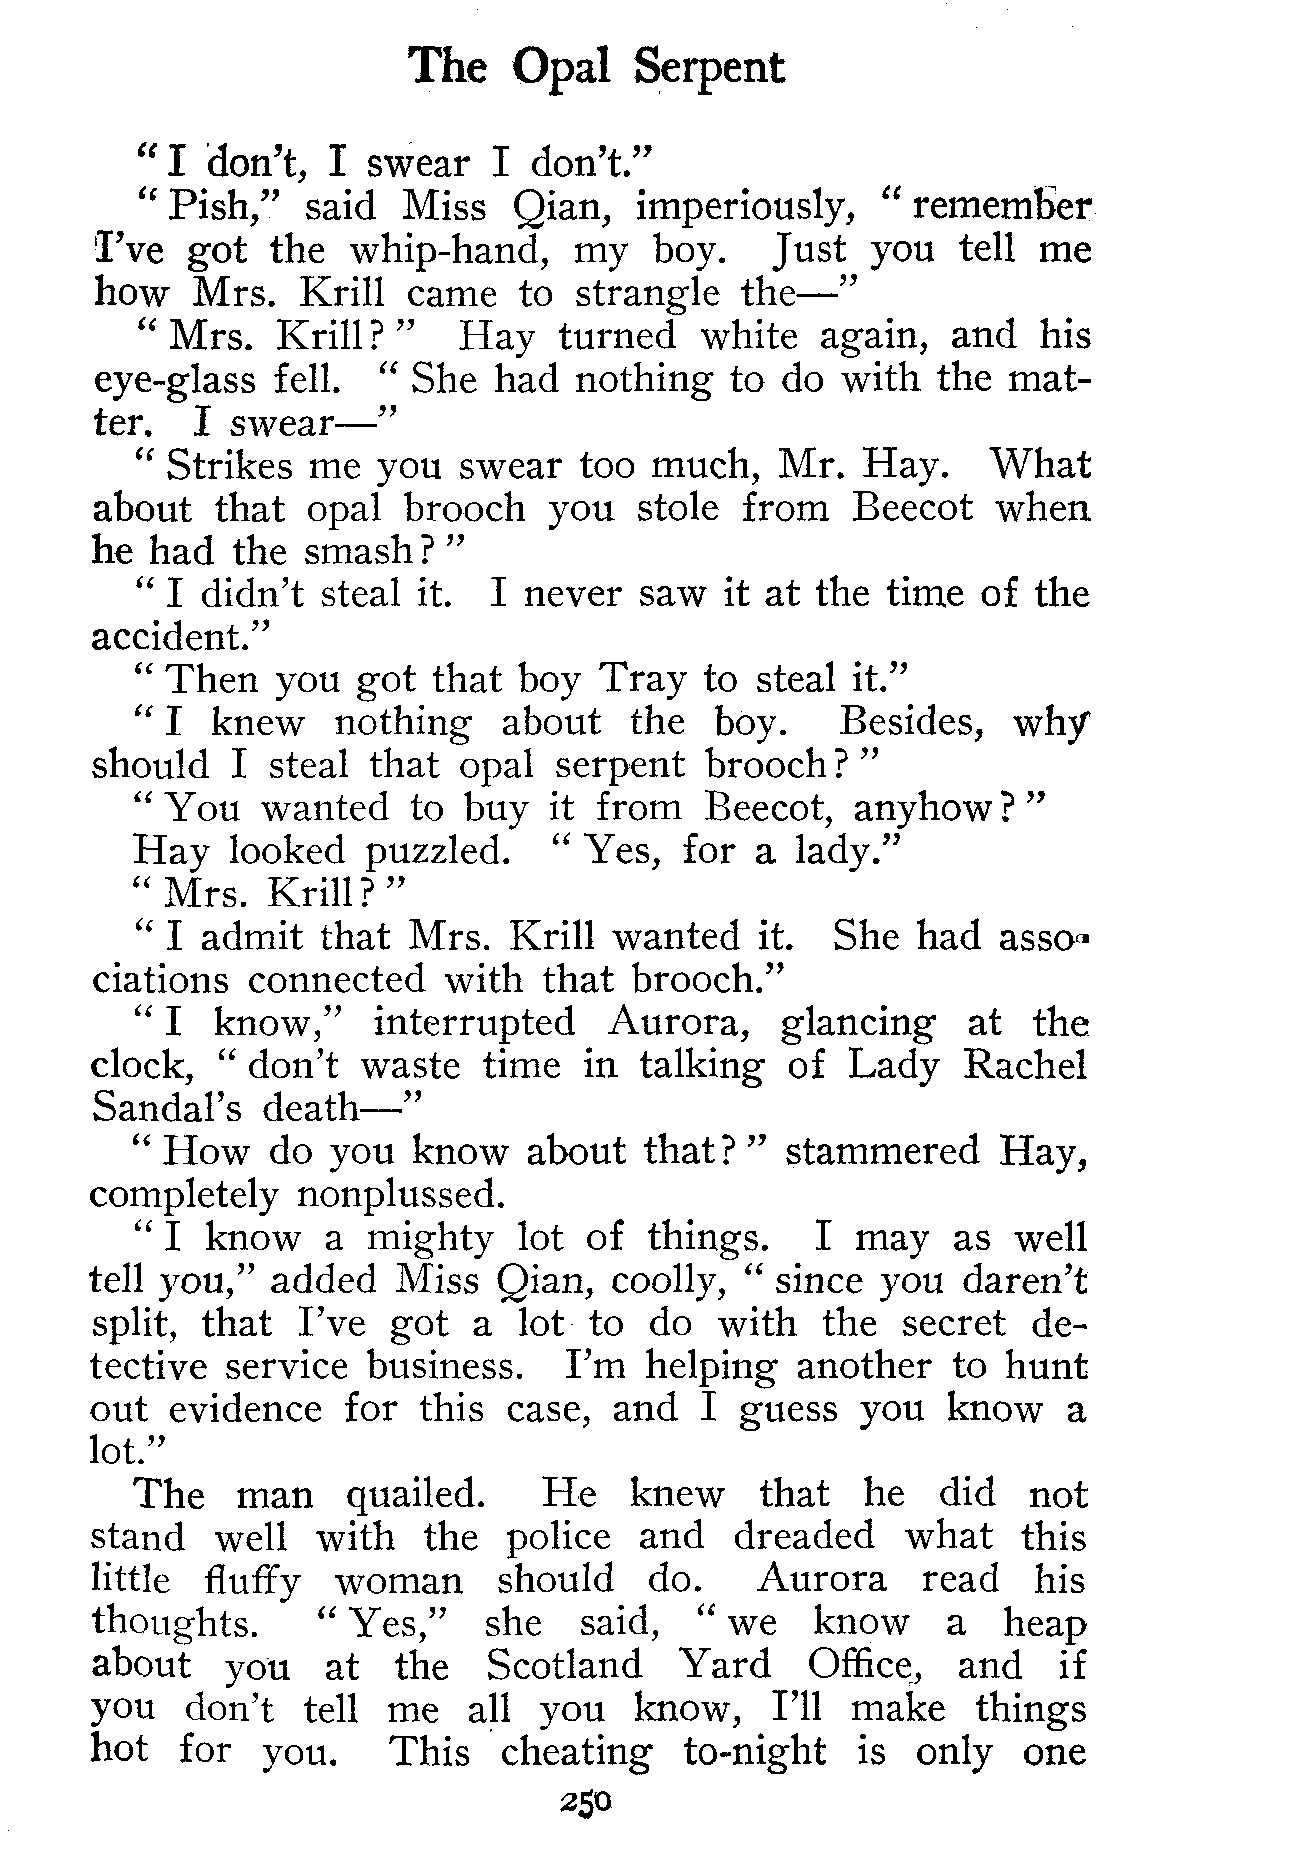 The Opal Serpent
“ I don’t, I swear I don’t.”
“ Pish,” said Miss Qian, imperiously, “ remember
I’ve got the whip-hand, my boy. Just you tell me
how Mrs. Krill came to strangle the—”
“ Mrs. Krill? ” Hay turned white again, and his
eye-glass fell. “ She had nothing to do with the mat-
ter. I swear—”
“ Strikes me you swear too much, Mr. Hay. What
about that opal brooch you stole from Beecot when
he had the smash? ”
“ I didn’t steal it. I never saw it at the time of the
accident.”
“ Then you got that boy Tray to steal it.”
“ I knew nothing about the boy. Besides, why
should I steal that opal serpent brooch? ”
“ You wanted to buy it from Beecot, anyhow? ”
Hay looked puzzled. “ Yes, for a lady.”
“ Mrs. Krill? ”
“ I admit that Mrs. Krill wanted it. She had asso-
ciations connected with that brooch.”
“ I know,” interrupted Aurora, glancing at the
clock, “ don’t waste time in talking of Lady Rachel
Sandal’s death—”
“ How do you know about that? ” stammered Hay,
completely nonplussed.
“ I know a mighty lot of things. I may as well
tell you,” added Miss Qian, coolly, “ since you daren’t
split, that I’ve got a lot to do with the secret de-
tective service business. I’m helping another to hunt
out evidence for this case, and I guess you know a
lot.”
The man quailed. He knew that he did not
stand well with the police and dreaded what this
little fluffy woman should do. Aurora read his
thoughts. “ Yes,” she said, “ we know a heap
about you at the Scotland Yard Office, and if
you don’t tell me all you know, I’ll make things
hot for you. This cheating to-night is only one
250